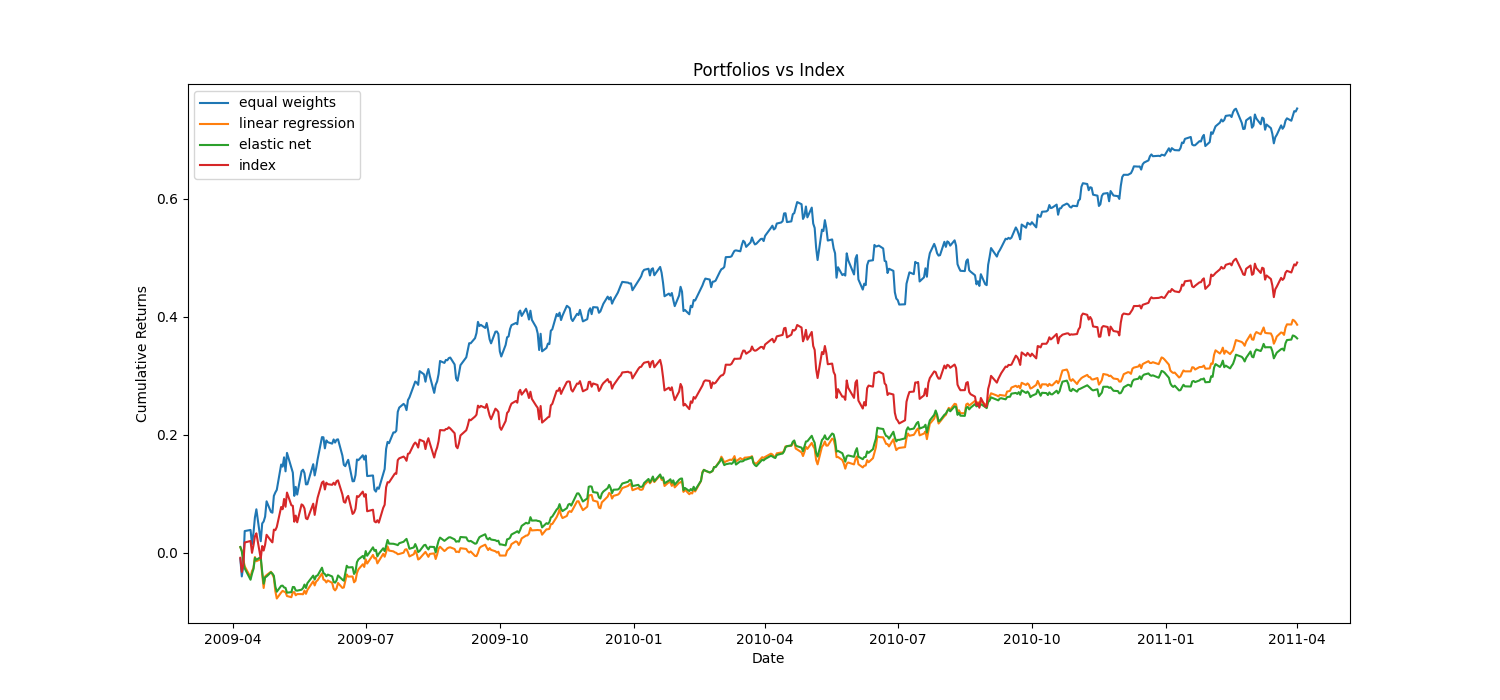 Portfolios vs Index
equal weights
linear regression
elastic net
index
Cumulative Returns
0.6
0.4
0.2
0.0
2009-04 2009-07 2009-10 2010-01 2010-04 2010-07 2010-10 2011-01 2011-04
Date